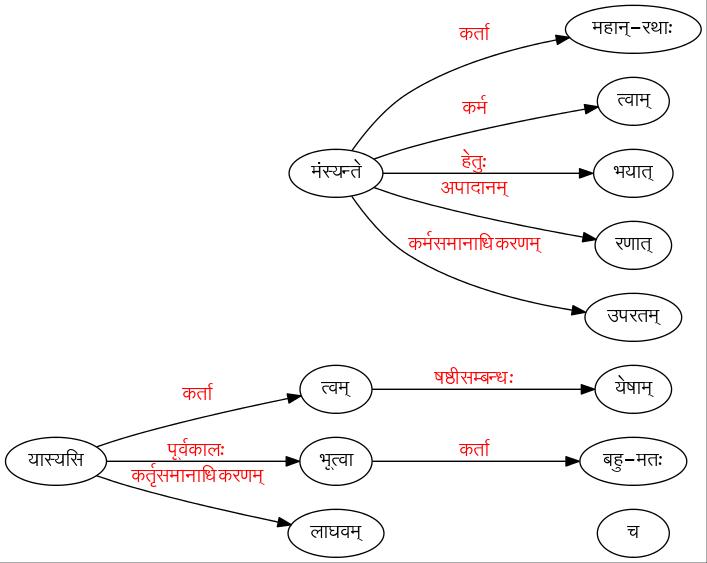 महान्-रथाः
कर्ता
कर्म
त्वाम्
हेतुः
मंस्यन्ते
भयात्
अपादानम्
कर्मसमानाधिकरणम्
रणात्
उपरतम्
कर्ता
त्वम्
षष्ठीसम्बन्धः
येषाम्
यास्यसि
पूर्वकालः
भूत्वा
कर्ता
बहु-मतः
कर्तृसमानाधिकरणम्
लाघवम्
च